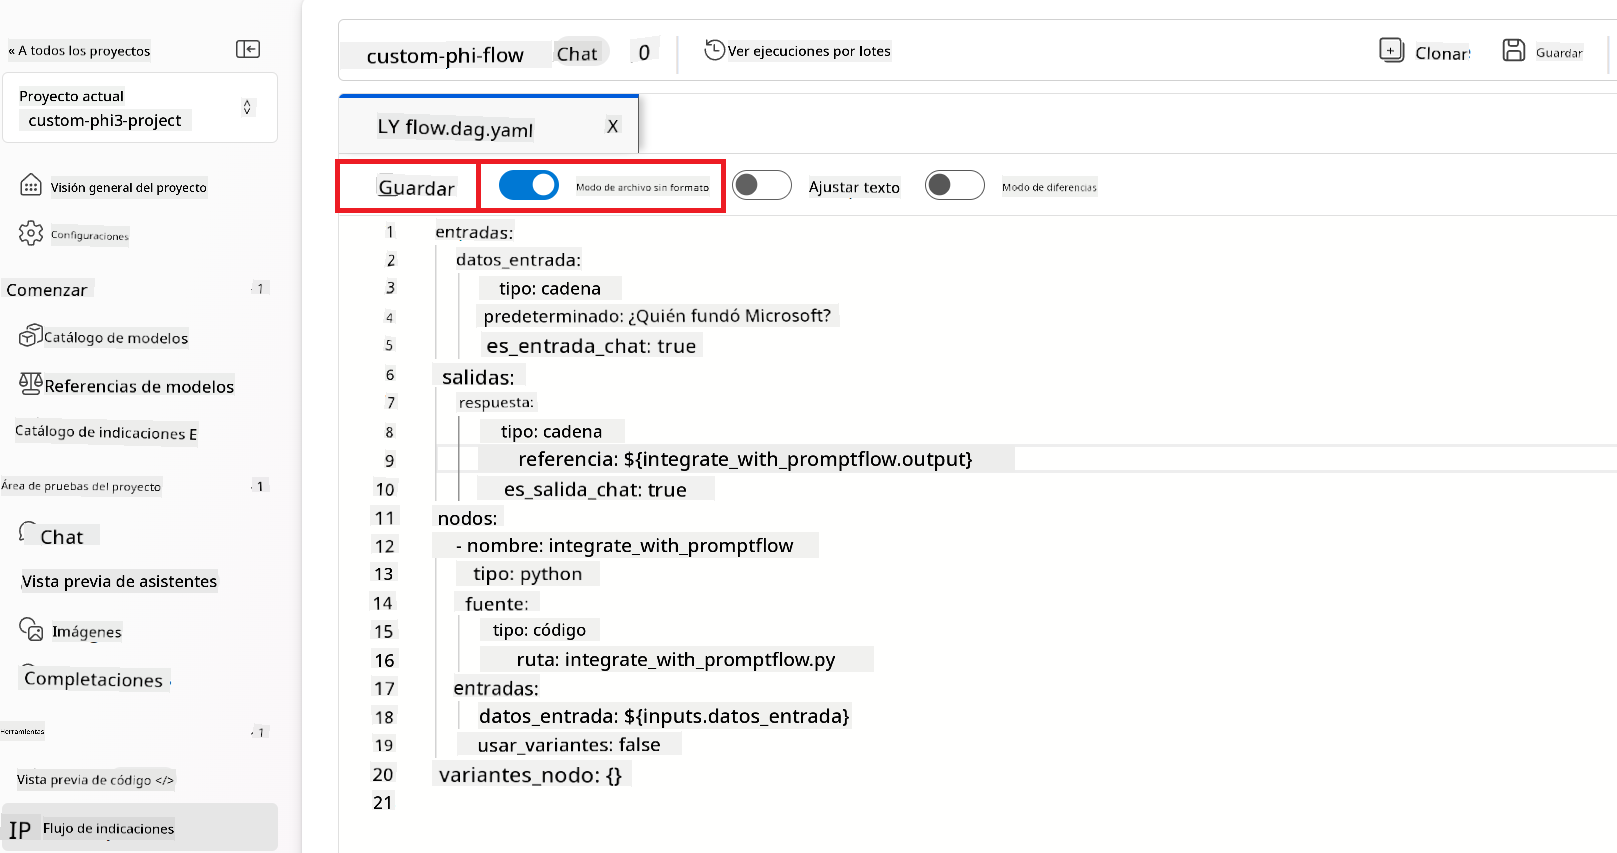 « A todos los proyectos
Proyecto actual
custom-phi3-project
Visión general del proyecto
Configuraciones
Comenzar
1
Catálogo de modelos
Referencias de modelos
Catálogo de indicaciones E
Área de pruebas del proyecto
1
Chat
Vista previa de asistentes
Imágenes
Completaciones
Herramientas
1
Vista previa de código </>
IP Flujo de indicaciones
custom-phi-flow Chat 0 Ver ejecuciones por lotes Clonar Guardar
LY flow.dag.yaml X
Guardar Modo de archivo sin formato Ajustar texto Modo de diferencias
1 entradas:
2 datos_entrada:
3 tipo: cadena
4 predeterminado: ¿Quién fundó Microsoft?
5 es_entrada_chat: true
6 salidas:
7 respuesta:
8 tipo: cadena
9 referencia: ${integrate_with_promptflow.output}
10 es_salida_chat: true
11 nodos:
12 - nombre: integrate_with_promptflow
13 tipo: python
14 fuente:
15 tipo: código
16 ruta: integrate_with_promptflow.py
17 entradas:
18 datos_entrada: ${inputs.datos_entrada}
19 usar_variantes: false
20 variantes_nodo: {}
21